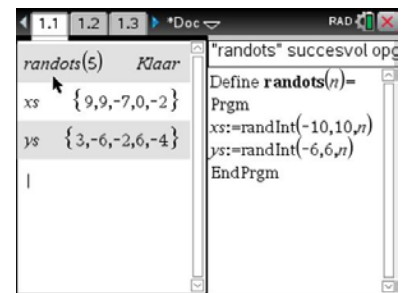 1.1 1.2 1.3 *Doc RAD
randots(5) Klaar
xs {9,9,-7,0,-2}
ys {3,-6,-2,6,-4}
"randots" succesvol opg
Define randots(n)=
Prgm
xs:=randInt(-10,10,n)
ys:=randInt(-6,6,n)
EndPrgm